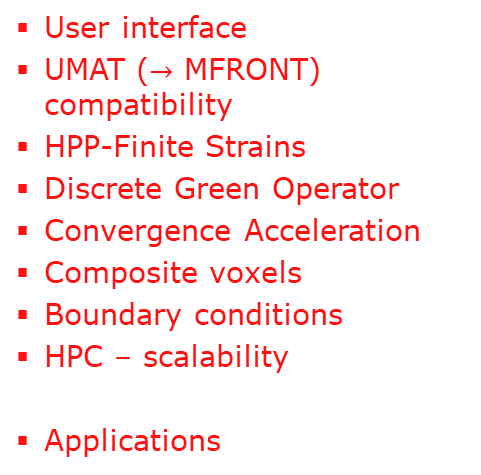 ▪ User interface
▪ UMAT (→ MFRONT)
compatibility
▪ HPP-Finite Strains
▪ Discrete Green Operator
▪ Convergence Acceleration
▪ Composite voxels
▪ Boundary conditions
▪ HPC – scalability
▪ Applications